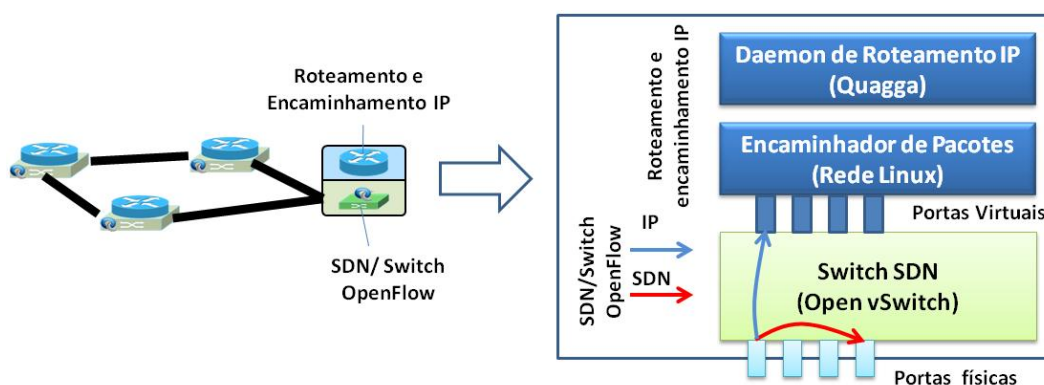 Roteamento e
Encaminhamento IP
SDN/ Switch
OpenFlow
Roteamento e
encaminhamento IP
SDN/Switch
OpenFlow
IP
SDN
Daemon de Roteamento IP
(Quagga)
Encaminhador de Pacotes
(Rede Linux)
Portas Virtuais
Switch SDN
(Open vSwitch)
Portas físicas